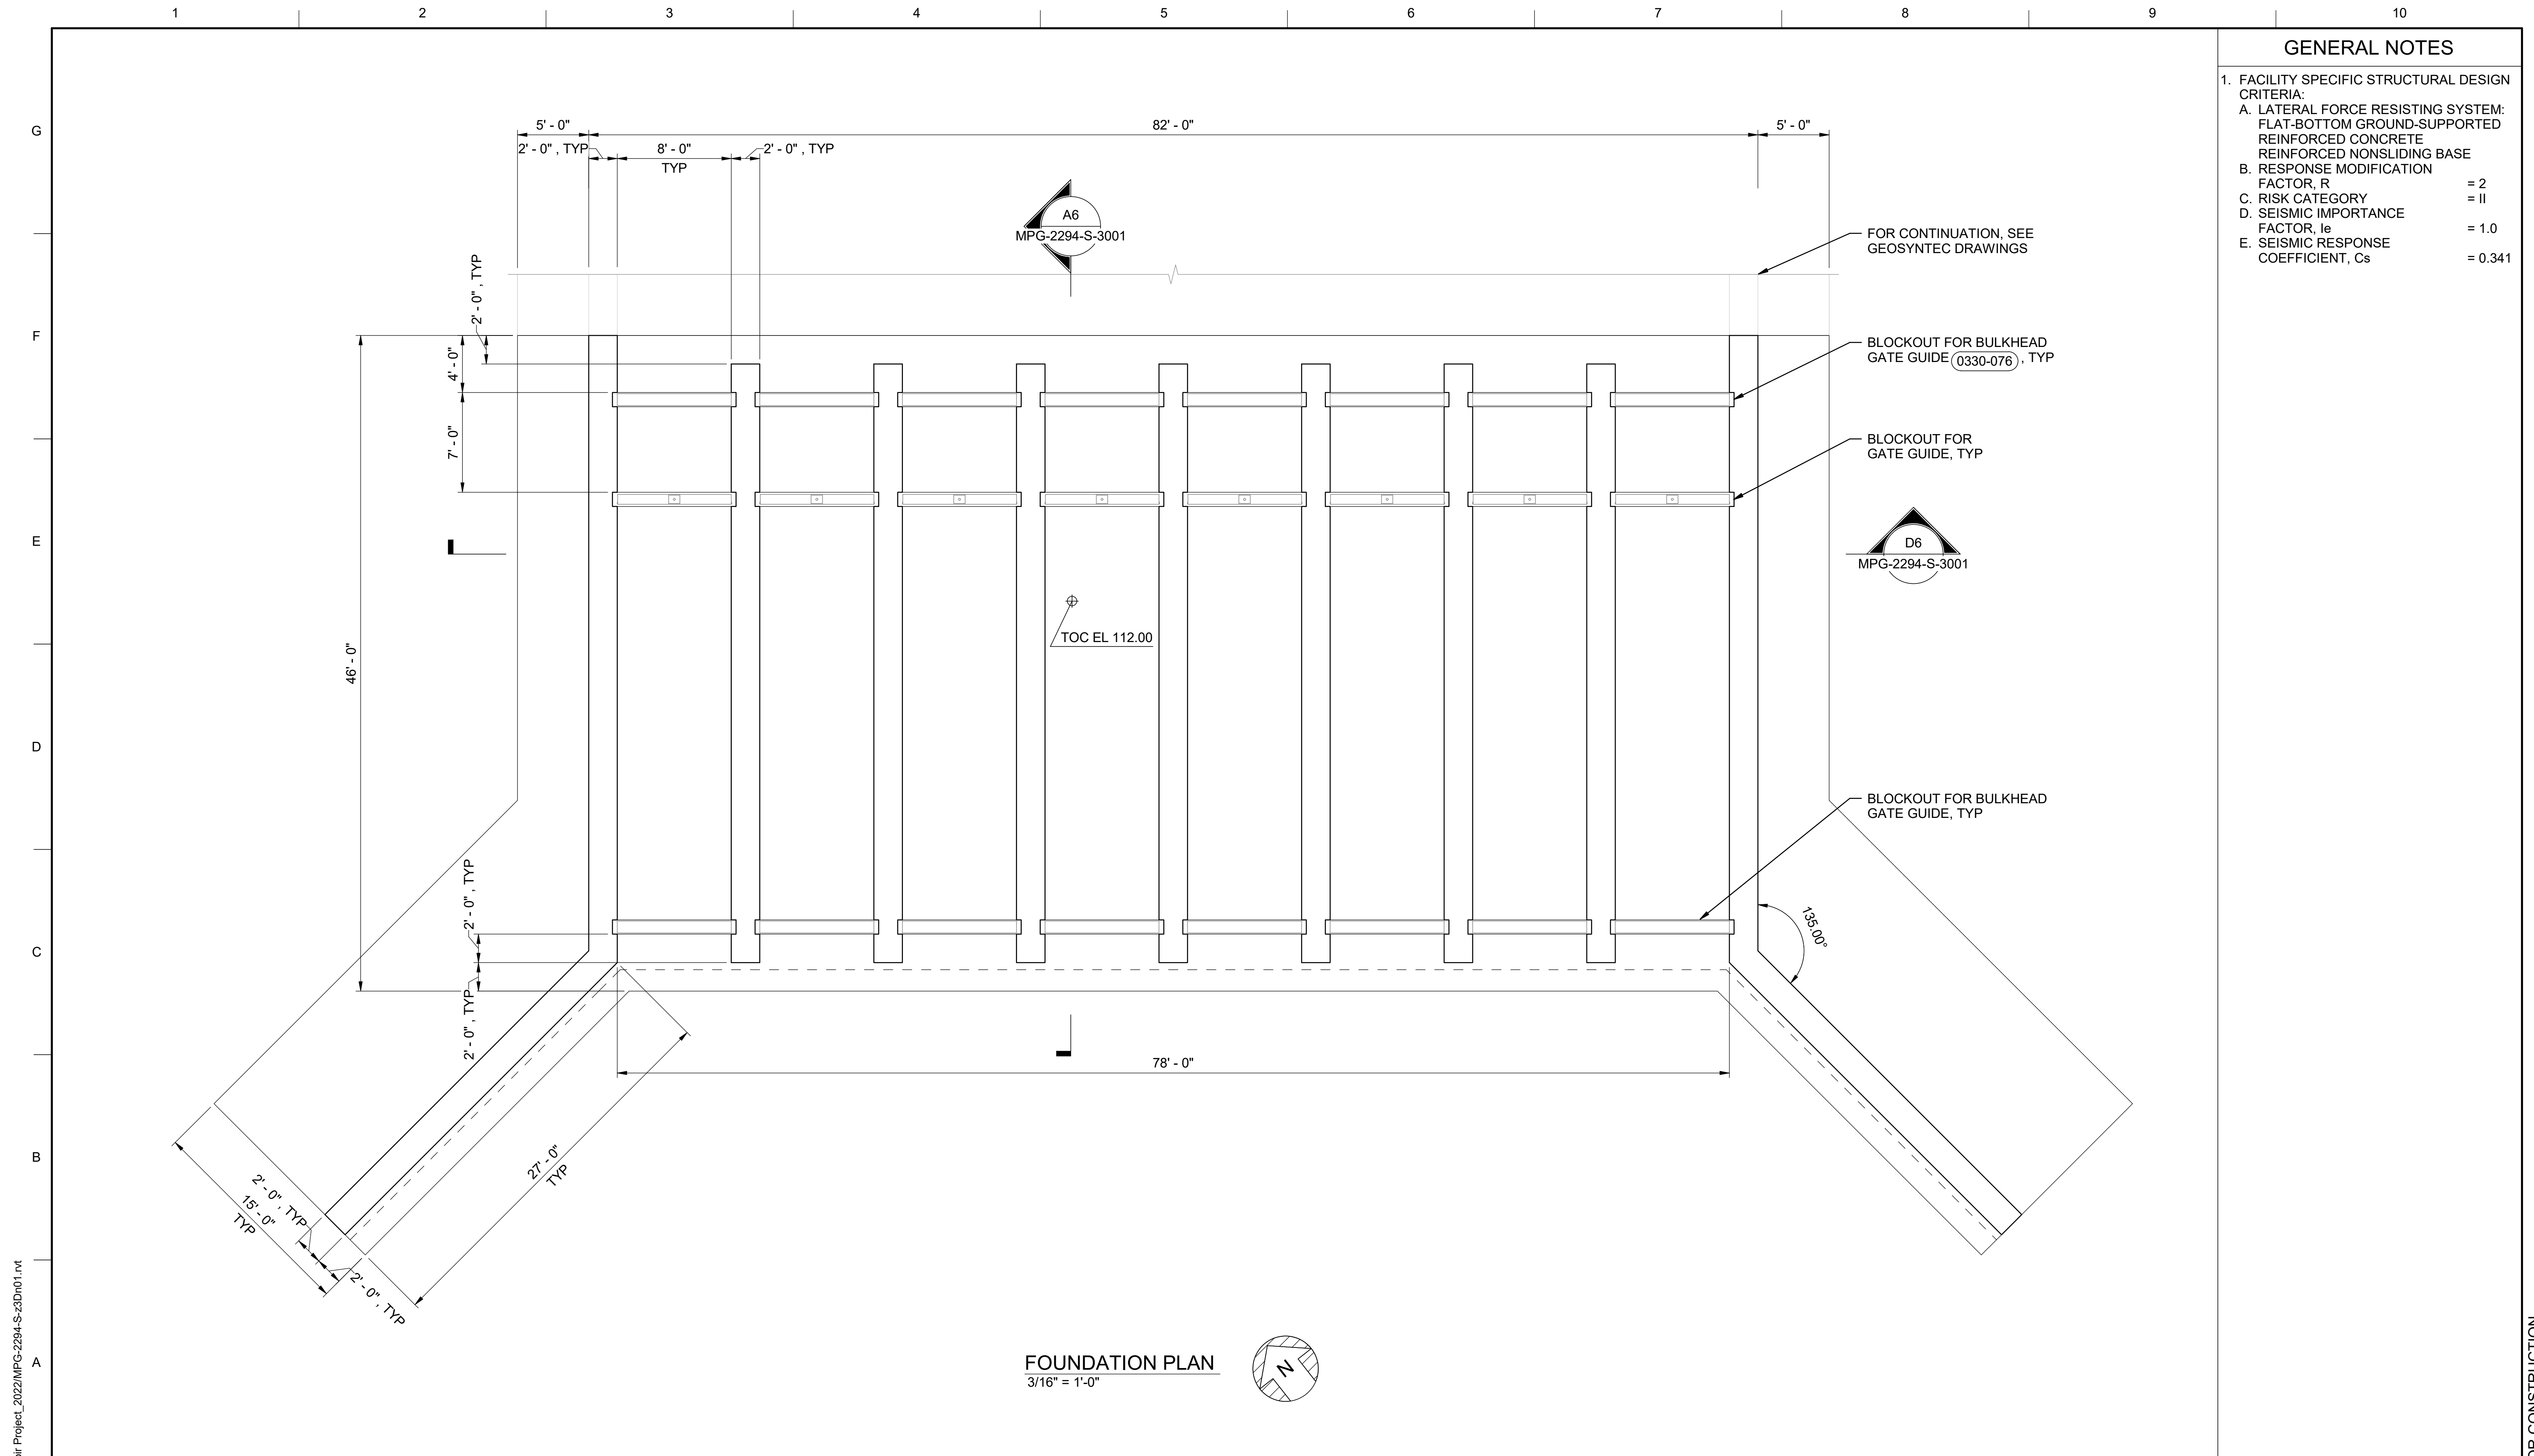 1 2 3 4 5 6 7 8 9 10
G
F
E
D
C
B
A
5' - 0"
82' - 0"
5' - 0"
2' - 0" , TYP
8' - 0"
TYP
2' - 0" , TYP
A6
MPG-2294-S-3001
FOR CONTINUATION, SEE
GEOSYNTEC DRAWINGS
2' - 0" , TYP
4' - 0"
7' - 0"
BLOCKOUT FOR BULKHEAD
GATE GUIDE 0330-076 , TYP
BLOCKOUT FOR
GATE GUIDE, TYP
D6
MPG-2294-S-3001
TOC EL 112.00
46' - 0"
BLOCKOUT FOR BULKHEAD
GATE GUIDE, TYP
2' - 0" , TYP
2' - 0" , TYP
135.00°
78' - 0"
27' - 0"
TYP
2' - 0" , TYP
15' - 0"
TYP
2' - 0" , TYP
FOUNDATION PLAN
3/16" = 1'-0"
N
GENERAL NOTES
1. FACILITY SPECIFIC STRUCTURAL DESIGN
CRITERIA:
A. LATERAL FORCE RESISTING SYSTEM:
FLAT-BOTTOM GROUND-SUPPORTED
REINFORCED CONCRETE
REINFORCED NONSLIDING BASE
B. RESPONSE MODIFICATION
FACTOR, R = 2
C. RISK CATEGORY = II
D. SEISMIC IMPORTANCE
FACTOR, Ie = 1.0
E. SEISMIC RESPONSE
COEFFICIENT, Cs = 0.341
Project_2022/MPG-2294-S-z3Dn01.rvt
CONSTRUCTION